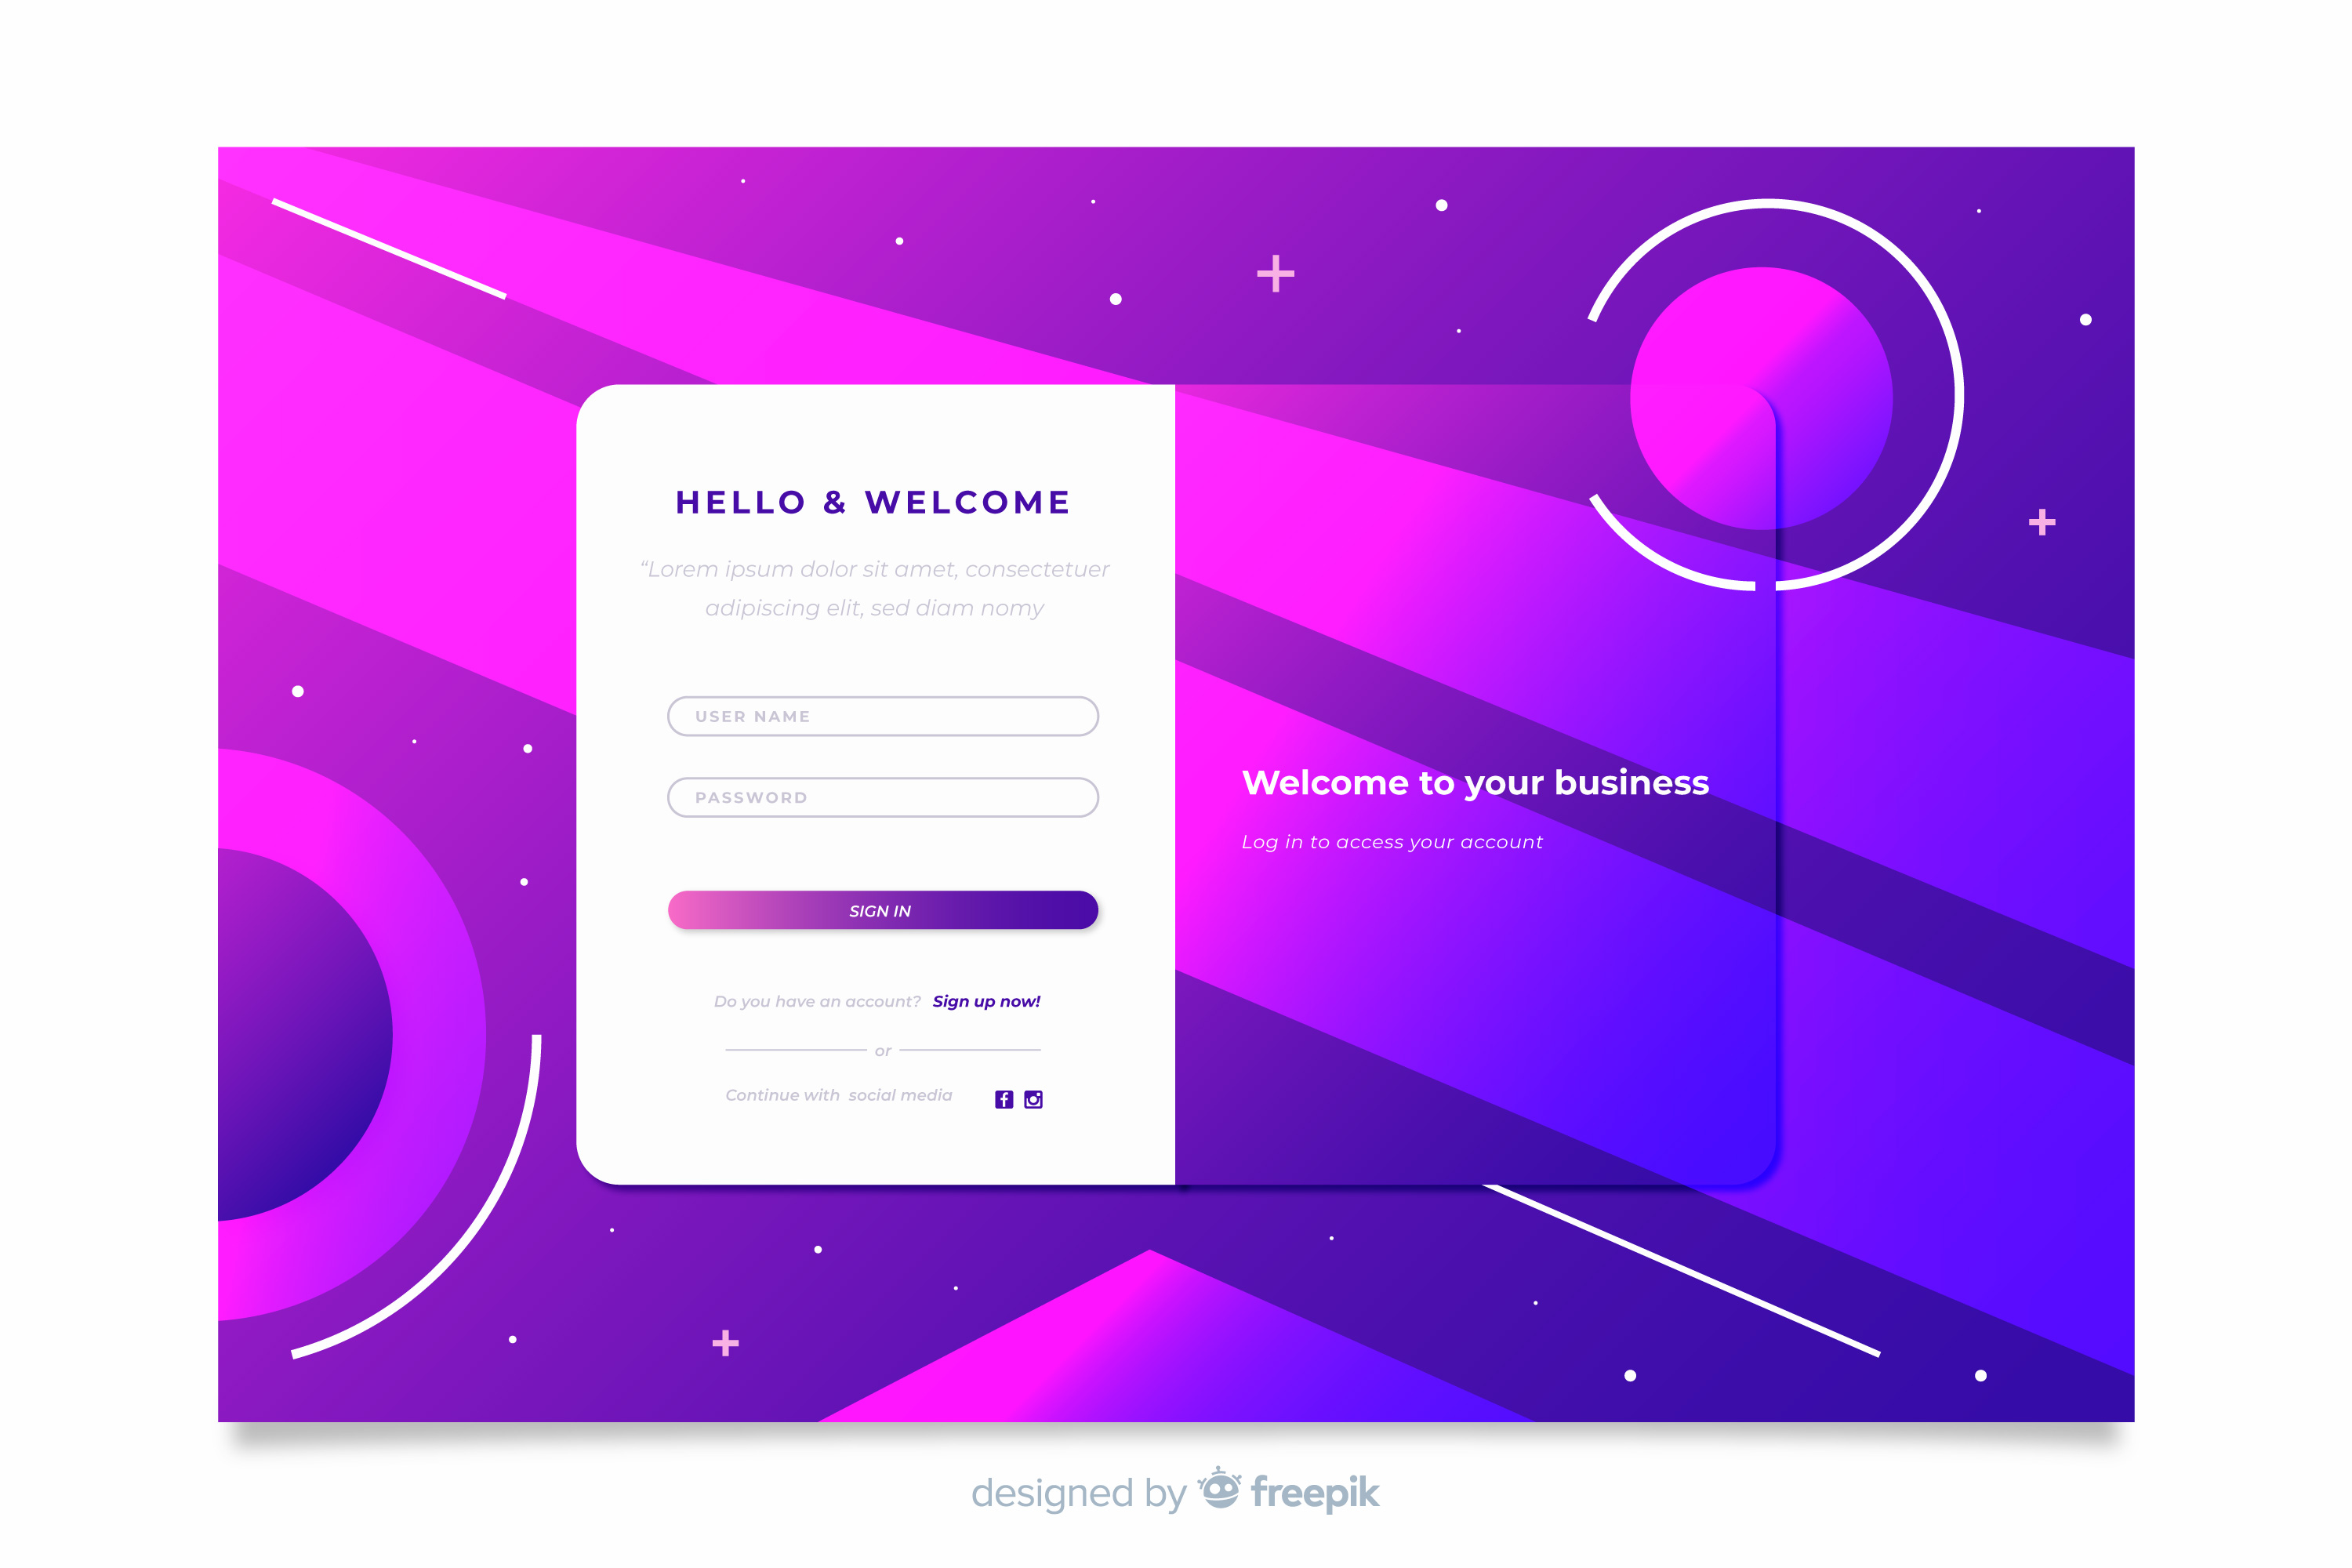 HELLO & WELCOME
“Lorem ipsum dolor sit amet, consectetuer
adipiscing elit, sed diam nomy
USER NAME
PASSWORD
SIGN IN
Do you have an account? Sign up now!
or
Continue with social media
Welcome to your business
Log in to access your account
designed by freepik